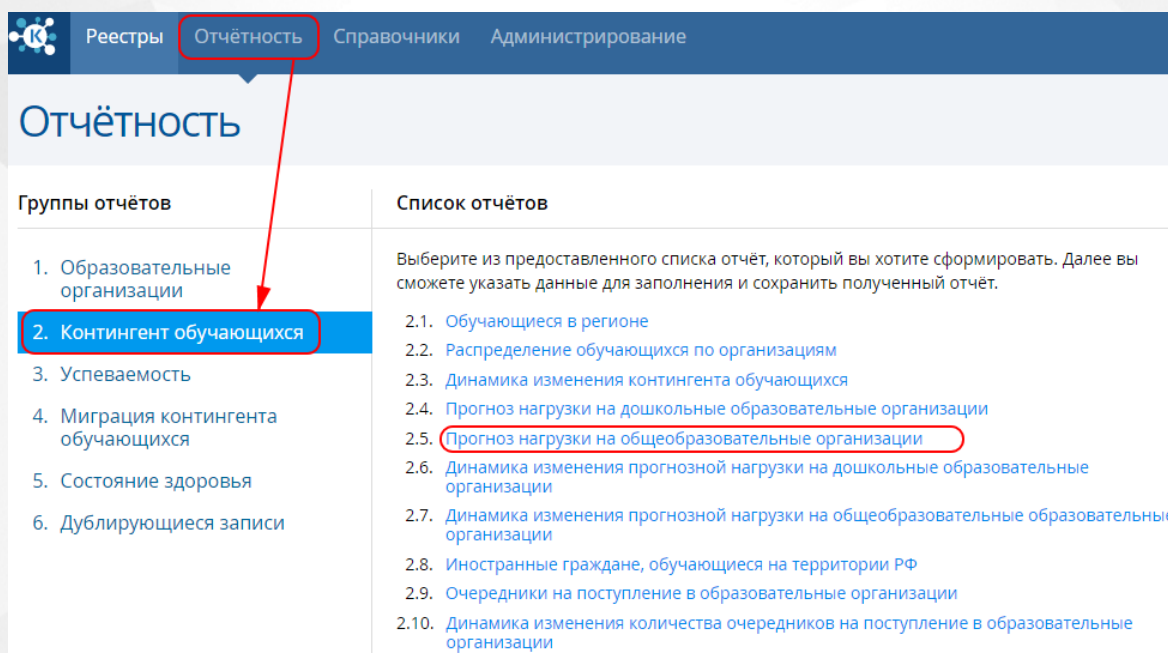 К Реестры Отчётность Справочники Администрирование
Отчётность
Группы отчётов
1. Образовательные
организации
2. Контингент обучающихся
3. Успеваемость
4. Миграция контингента
обучающихся
5. Состояние здоровья
6. Дублирующиеся записи
Список отчётов
Выберите из предоставленного списка отчёт, который вы хотите сформировать. Далее вы
сможете указать данные для заполнения и сохранить полученный отчёт.
2.1. Обучающиеся в регионе
2.2. Распределение обучающихся по организациям
2.3. Динамика изменения контингента обучающихся
2.4. Прогноз нагрузки на дошкольные образовательные организации
2.5. Прогноз нагрузки на общеобразовательные организации
2.6. Динамика изменения прогнозной нагрузки на дошкольные образовательные
организации
2.7. Динамика изменения прогнозной нагрузки на общеобразовательные образовательные
организации
2.8. Иностранные граждане, обучающиеся на территории РФ
2.9. Очередники на поступление в образовательные организации
2.10. Динамика изменения количества очередников на поступление в образовательные
организации